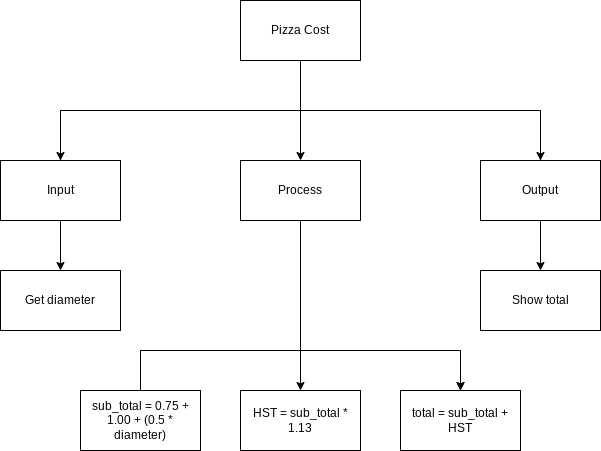 Pizza Cost
Input
Process
Output
Get diameter
Show total
sub_total = 0.75 +
1.00 + (0.5 *
diameter)
HST = sub_total *
1.13
total = sub_total +
HST